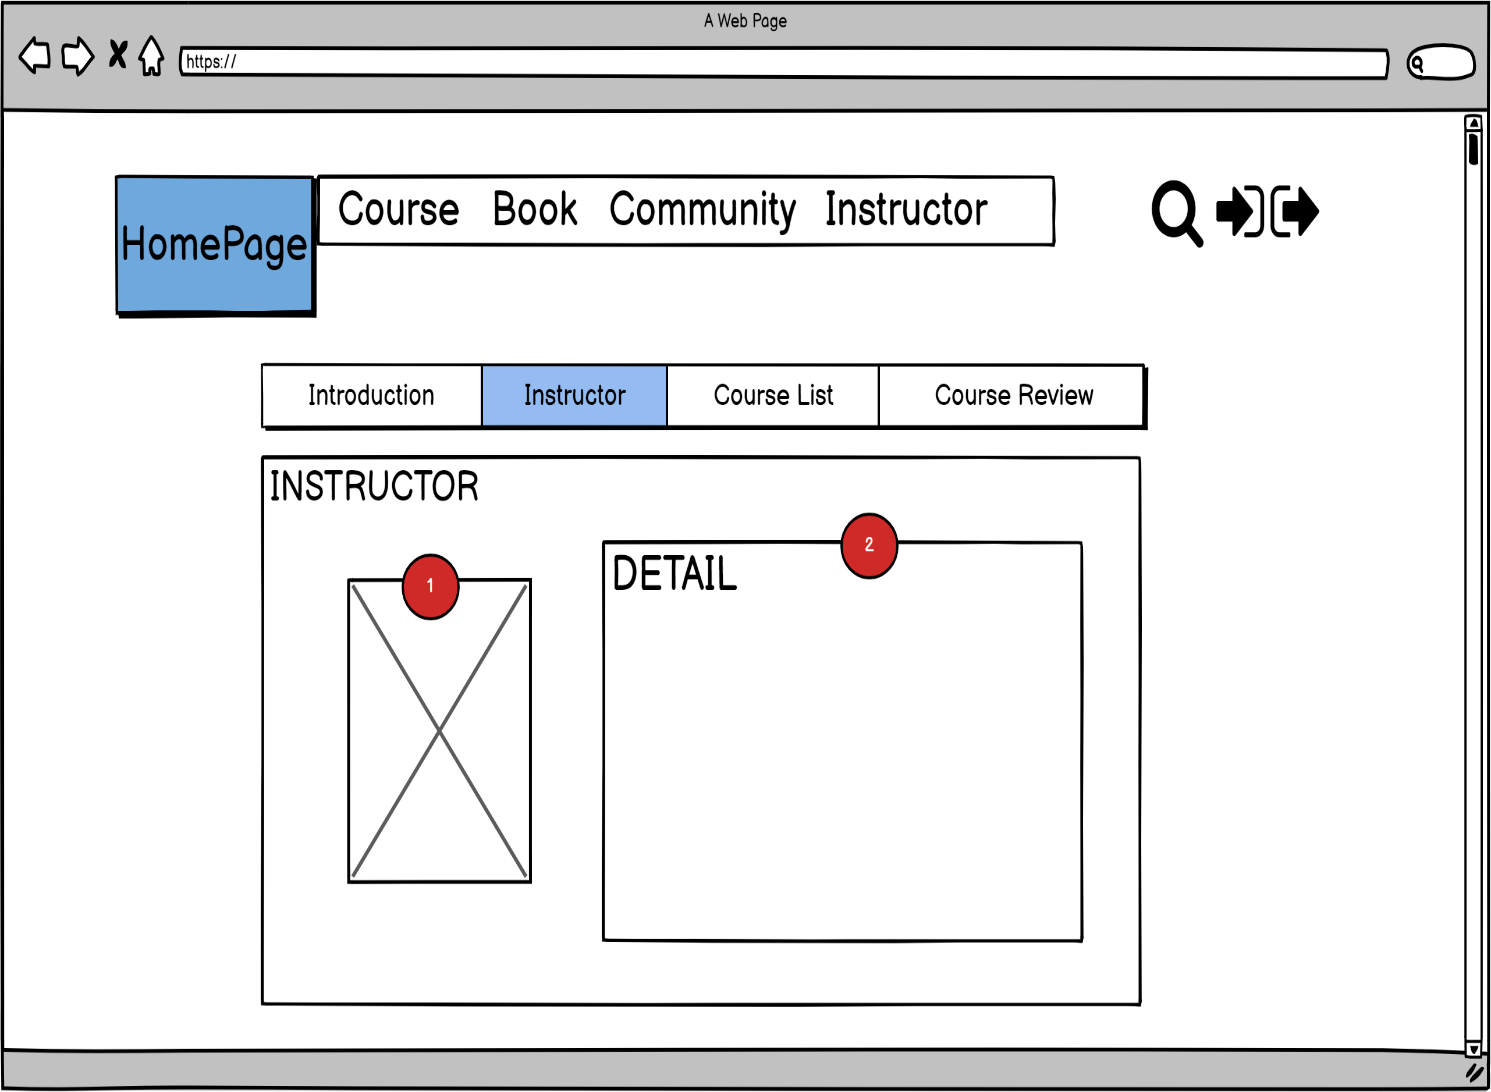 A Web Page
https://
HomePage
Course Book Community Instructor
Introduction Instructor Course List Course Review
INSTRUCTOR
1
2
DETAIL